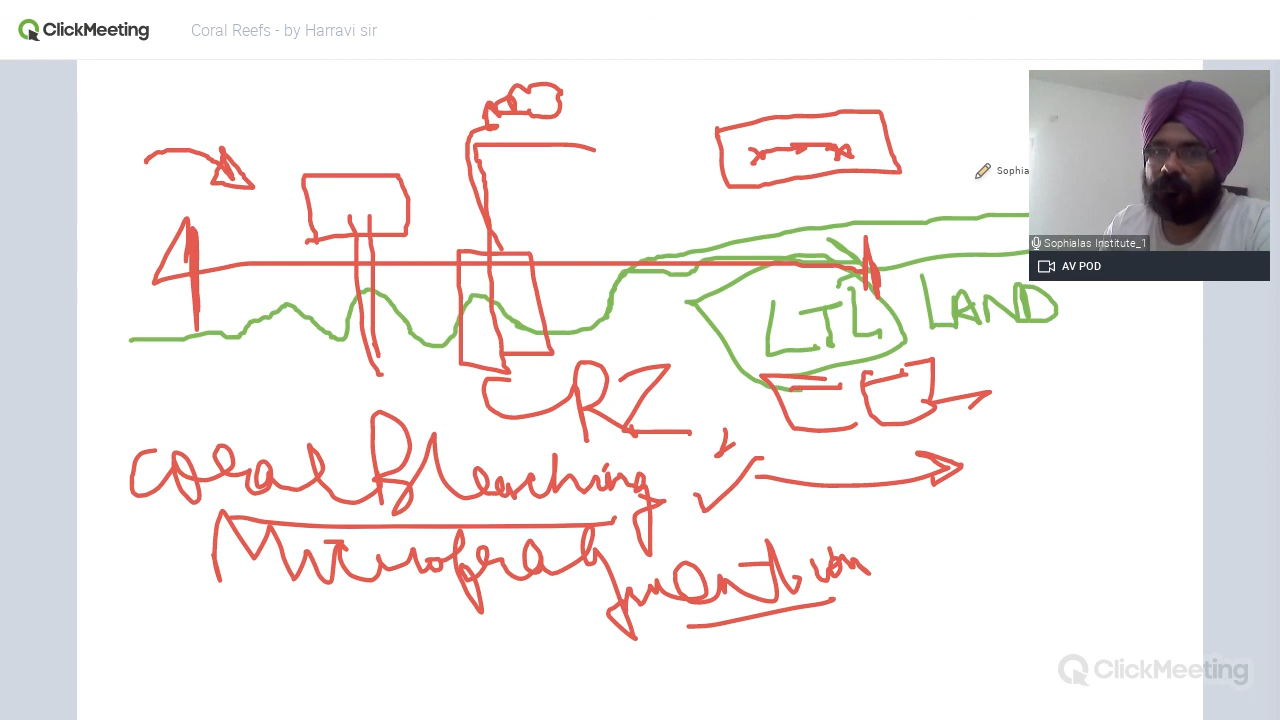 ClickMeeting
Coral Reefs - by Harravi sir
Sophia
Sophialas Institute_1
AV POD
LTL LAND
CRZ
Coral Bleaching
ClickMeeting